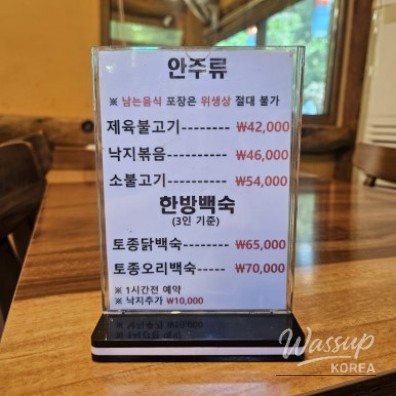 안주류
※ 남는음식 포장은 위생상 절대 불가
제육불고기--------- ₩42,000
낙지볶음--------- ₩46,000
소불고기--------- ₩54,000
한방백숙
(3인 기준)
토종닭백숙-------- ₩65,000
토종오리백숙----- ₩70,000
※ 1시간전 예약
※ 낙지추가 ₩10,000
Wassup
KOREA